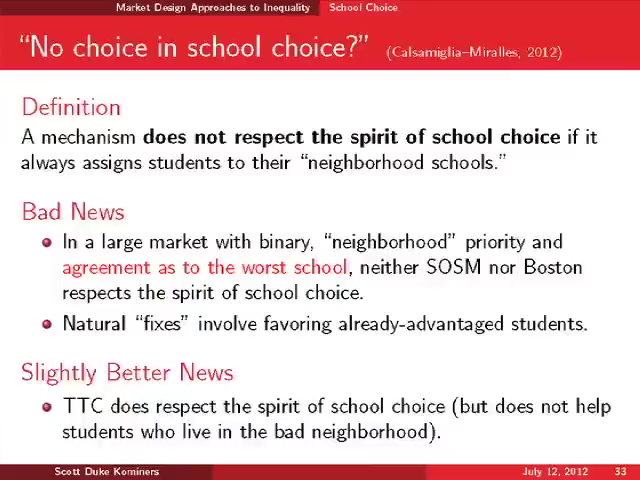 Market Design Approaches to Inequality School Choice
“No choice in school choice?” (Calsamiglia–Miralles, 2012)
Definition
A mechanism does not respect the spirit of school choice if it
always assigns students to their “neighborhood schools.”
Bad News
In a large market with binary, “neighborhood” priority and
agreement as to the worst school, neither SOSM nor Boston
respects the spirit of school choice.
Natural “fixes” involve favoring already-advantaged students.
Slightly Better News
TTC does respect the spirit of school choice (but does not help
students who live in the bad neighborhood).
Scott Duke Kominers July 12, 2012 33